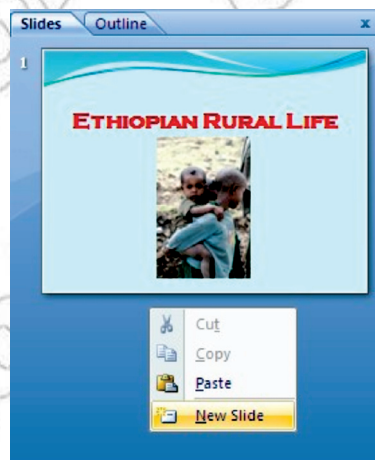 Slides Outline x
1
ETHIOPIAN RURAL LIFE
Cut
Copy
Paste
New Slide